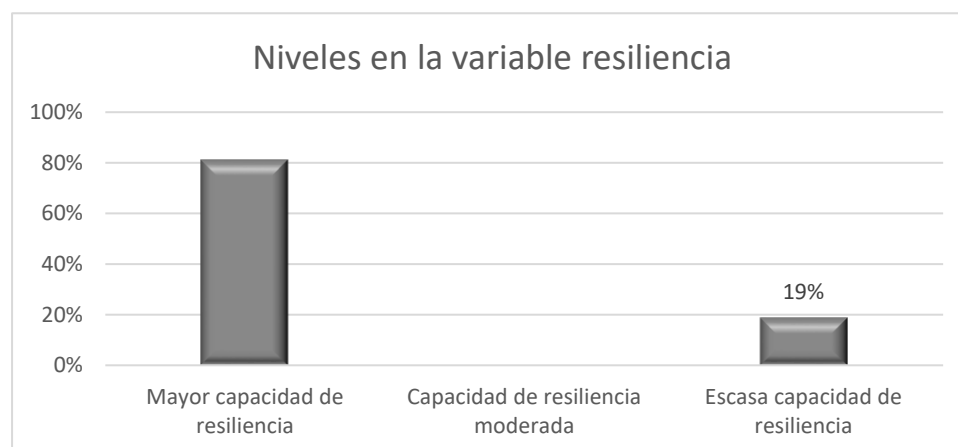 Niveles en la variable resiliencia
100%
80%
60%
40%
20%
0%
19%
Mayor capacidad de
resiliencia
Capacidad de resiliencia
moderada
Escasa capacidad de
resiliencia